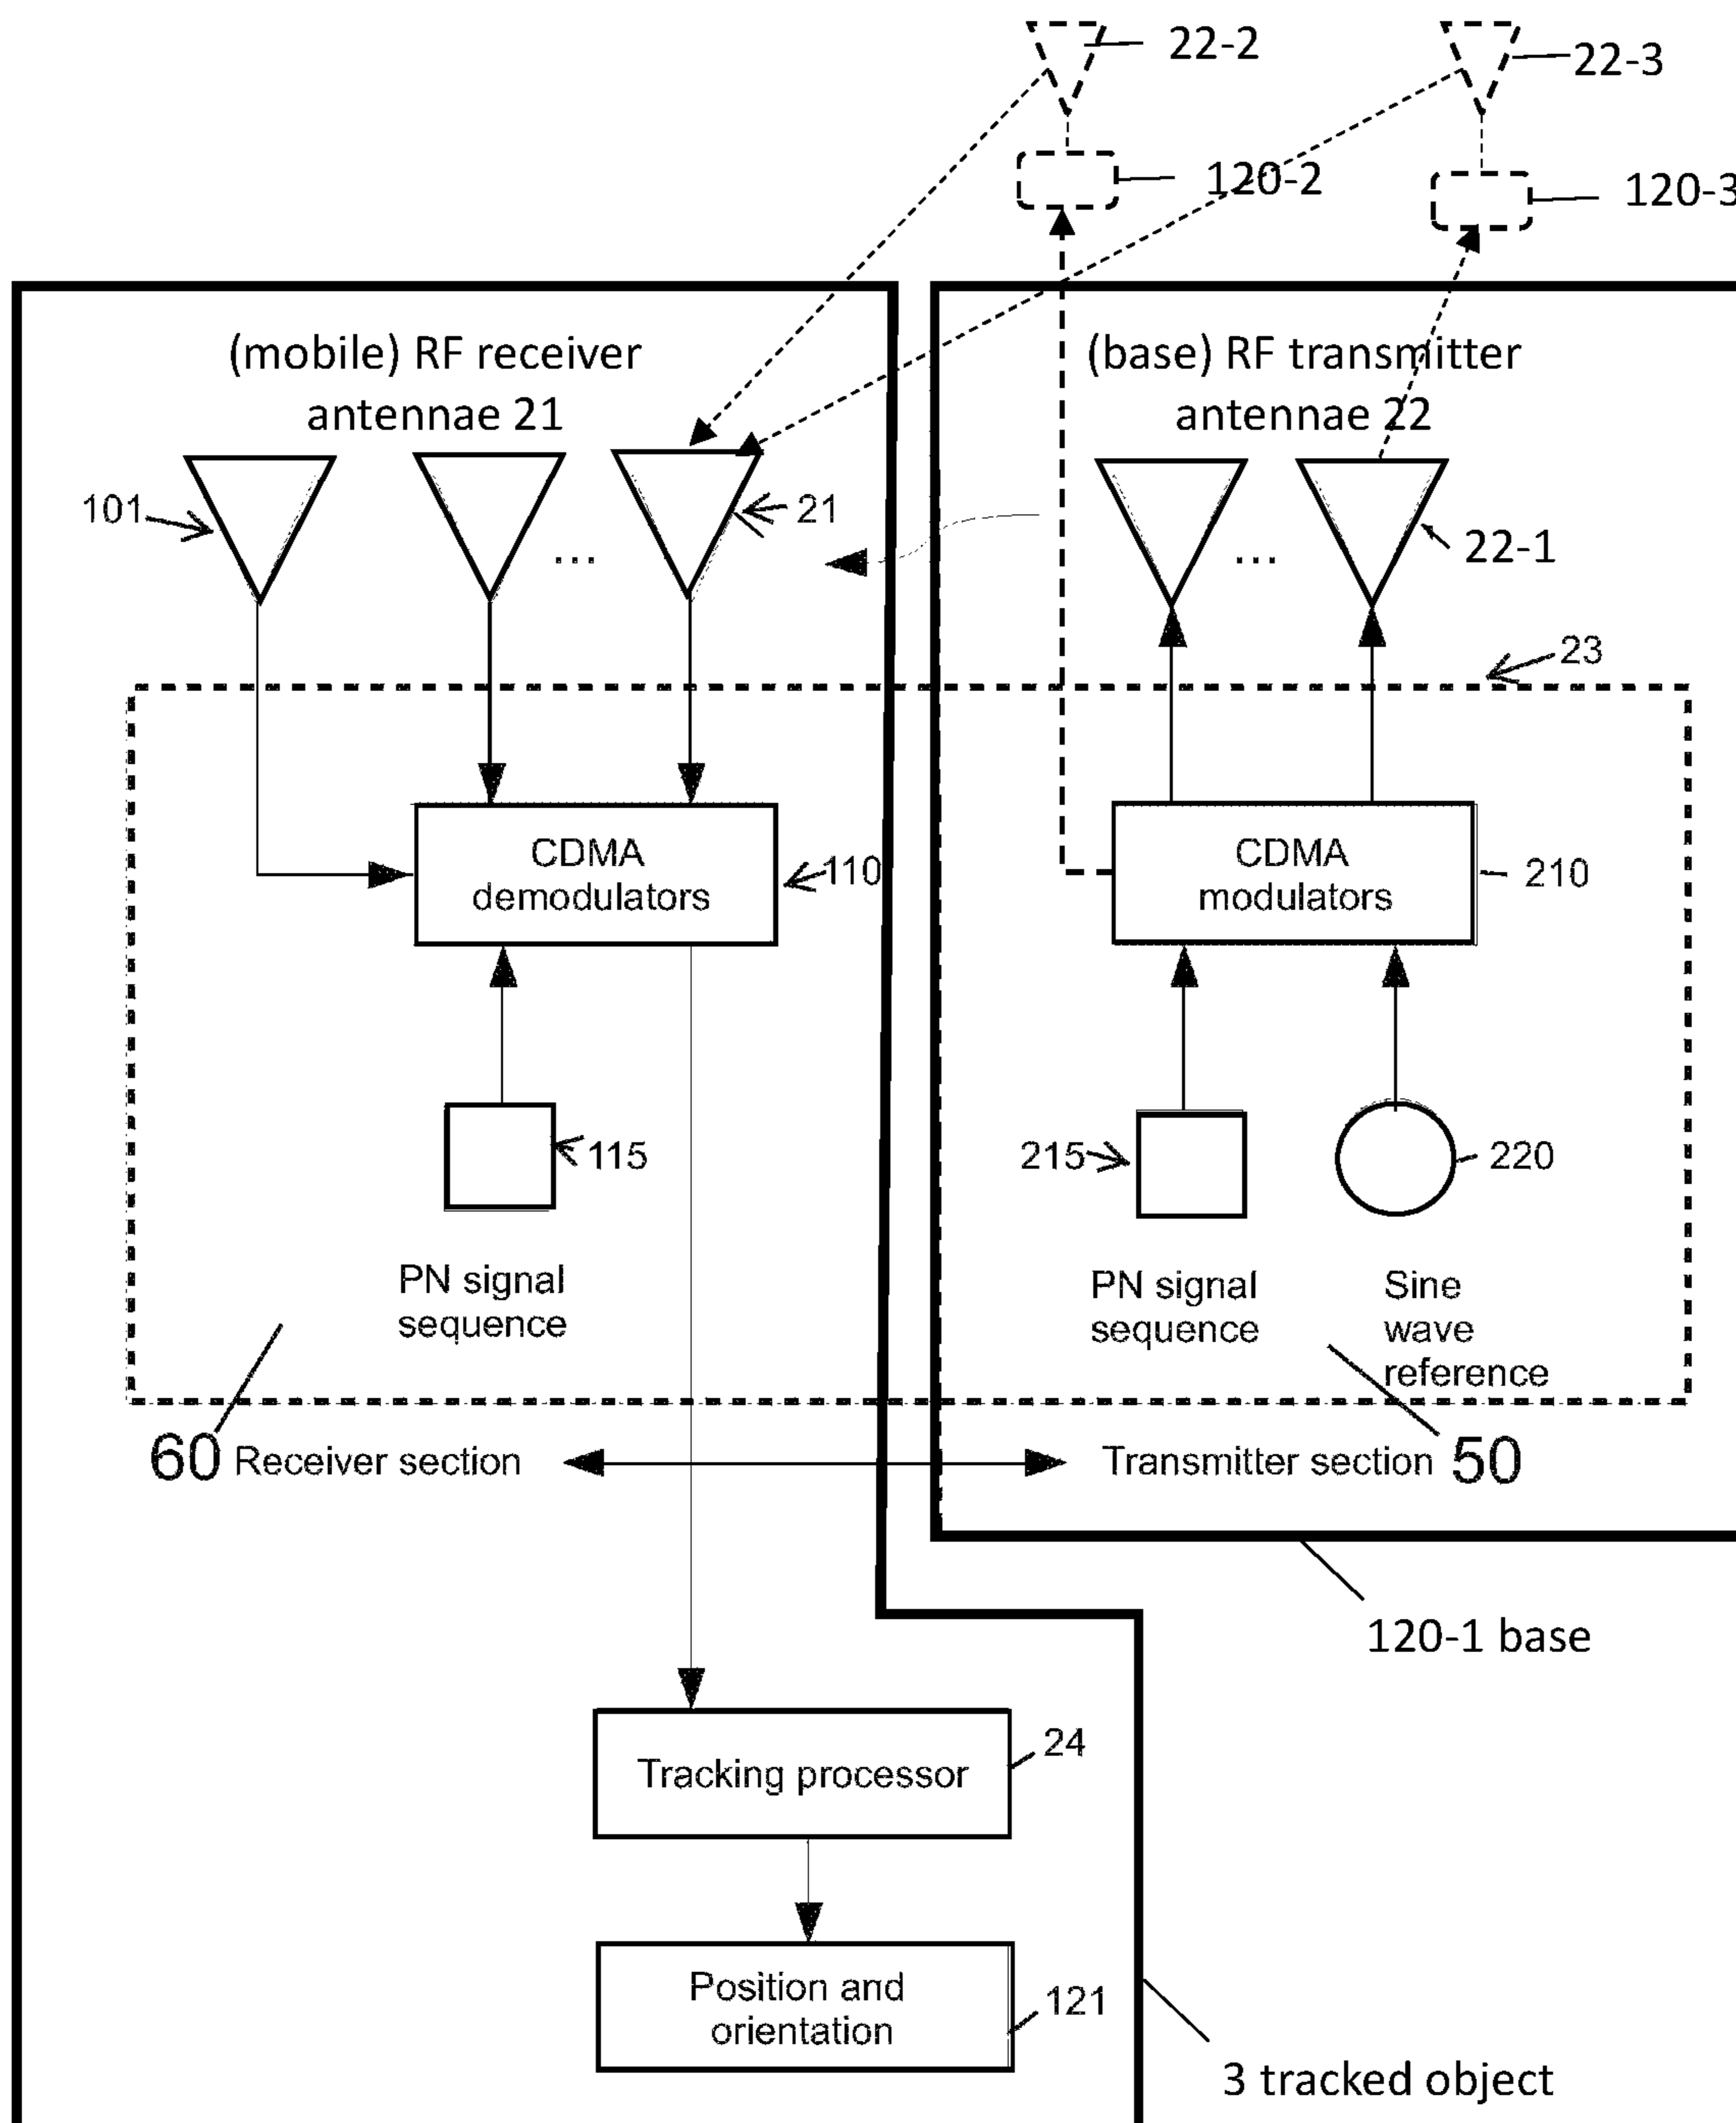 22-2
22-3
120-2
120-3
(mobile) RF receiver
antennae 21
(base) RF transmitter
antennae 22
101
...
21
...
22-1
23
CDMA
demodulators
110
CDMA
modulators
210
115
215
220
PN signal
sequence
PN signal
sequence
Sine
wave
reference
60 Receiver section
Transmitter section 50
120-1 base
Tracking processor
24
Position and
orientation
121
3 tracked object